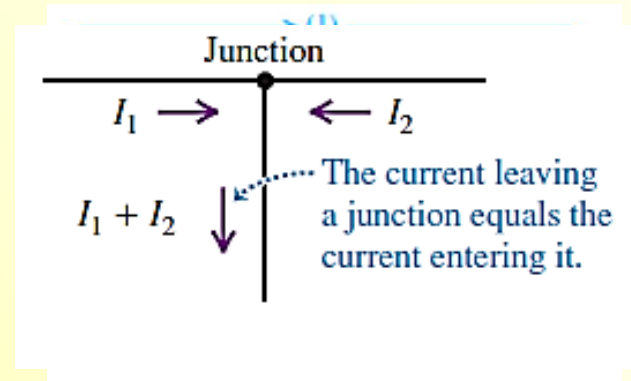 Junction
I₁ → ← I₂
The current leaving
I₁ + I₂ a junction equals the
current entering it.